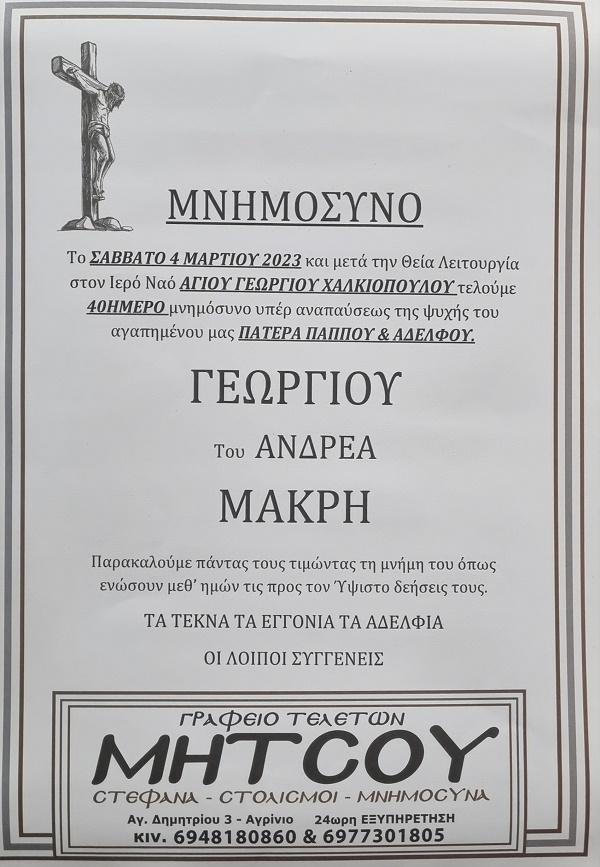 ΜΝΗΜΟΣΥΝΟ
Το ΣΑΒΒΑΤΟ 4 ΜΑΡΤΙΟΥ 2023 και μετά την Θεία Λειτουργία
στον Ιερό Ναό ΑΓΙΟΥ ΓΕΩΡΓΙΟΥ ΧΑΛΚΙΟΠΟΥΛΟΥ τελούμε
40ΗΜΕΡΟ μνημόσυνο υπέρ αναπαύσεως της ψυχής του
αγαπημένου μας ΠΑΤΕΡΑ ΠΑΠΠΟΥ & ΑΔΕΛΦΟΥ.
ΓΕΩΡΓΙΟΥ
Του ΑΝΔΡΕΑ
ΜΑΚΡΗ
Παρακαλούμε πάντας τους τιμώντας τη μνήμη του όπως
ενώσουν μεθ’ ημών τις προς τον Ύψιστο δεήσεις τους.
ΤΑ ΤΕΚΝΑ ΤΑ ΕΓΓΟΝΙΑ ΤΑ ΑΔΕΛΦΙΑ
ΟΙ ΛΟΙΠΟΙ ΣΥΓΓΕΝΕΙΣ
ΓΡΑΦΕΙΟ ΤΕΛΕΤΩΝ
ΜΗΤΣΟΥ
ΣΤΕΦΑΝΑ - ΣΤΟΛΙΣΜΟΙ - ΜΝΗΜΟΣΥΝΑ
Αγ. Δημητρίου 3 - Αγρίνιο 24ωρη ΕΞΥΠΗΡΕΤΗΣΗ
ΚΙV. 6948180860 & 6977301805